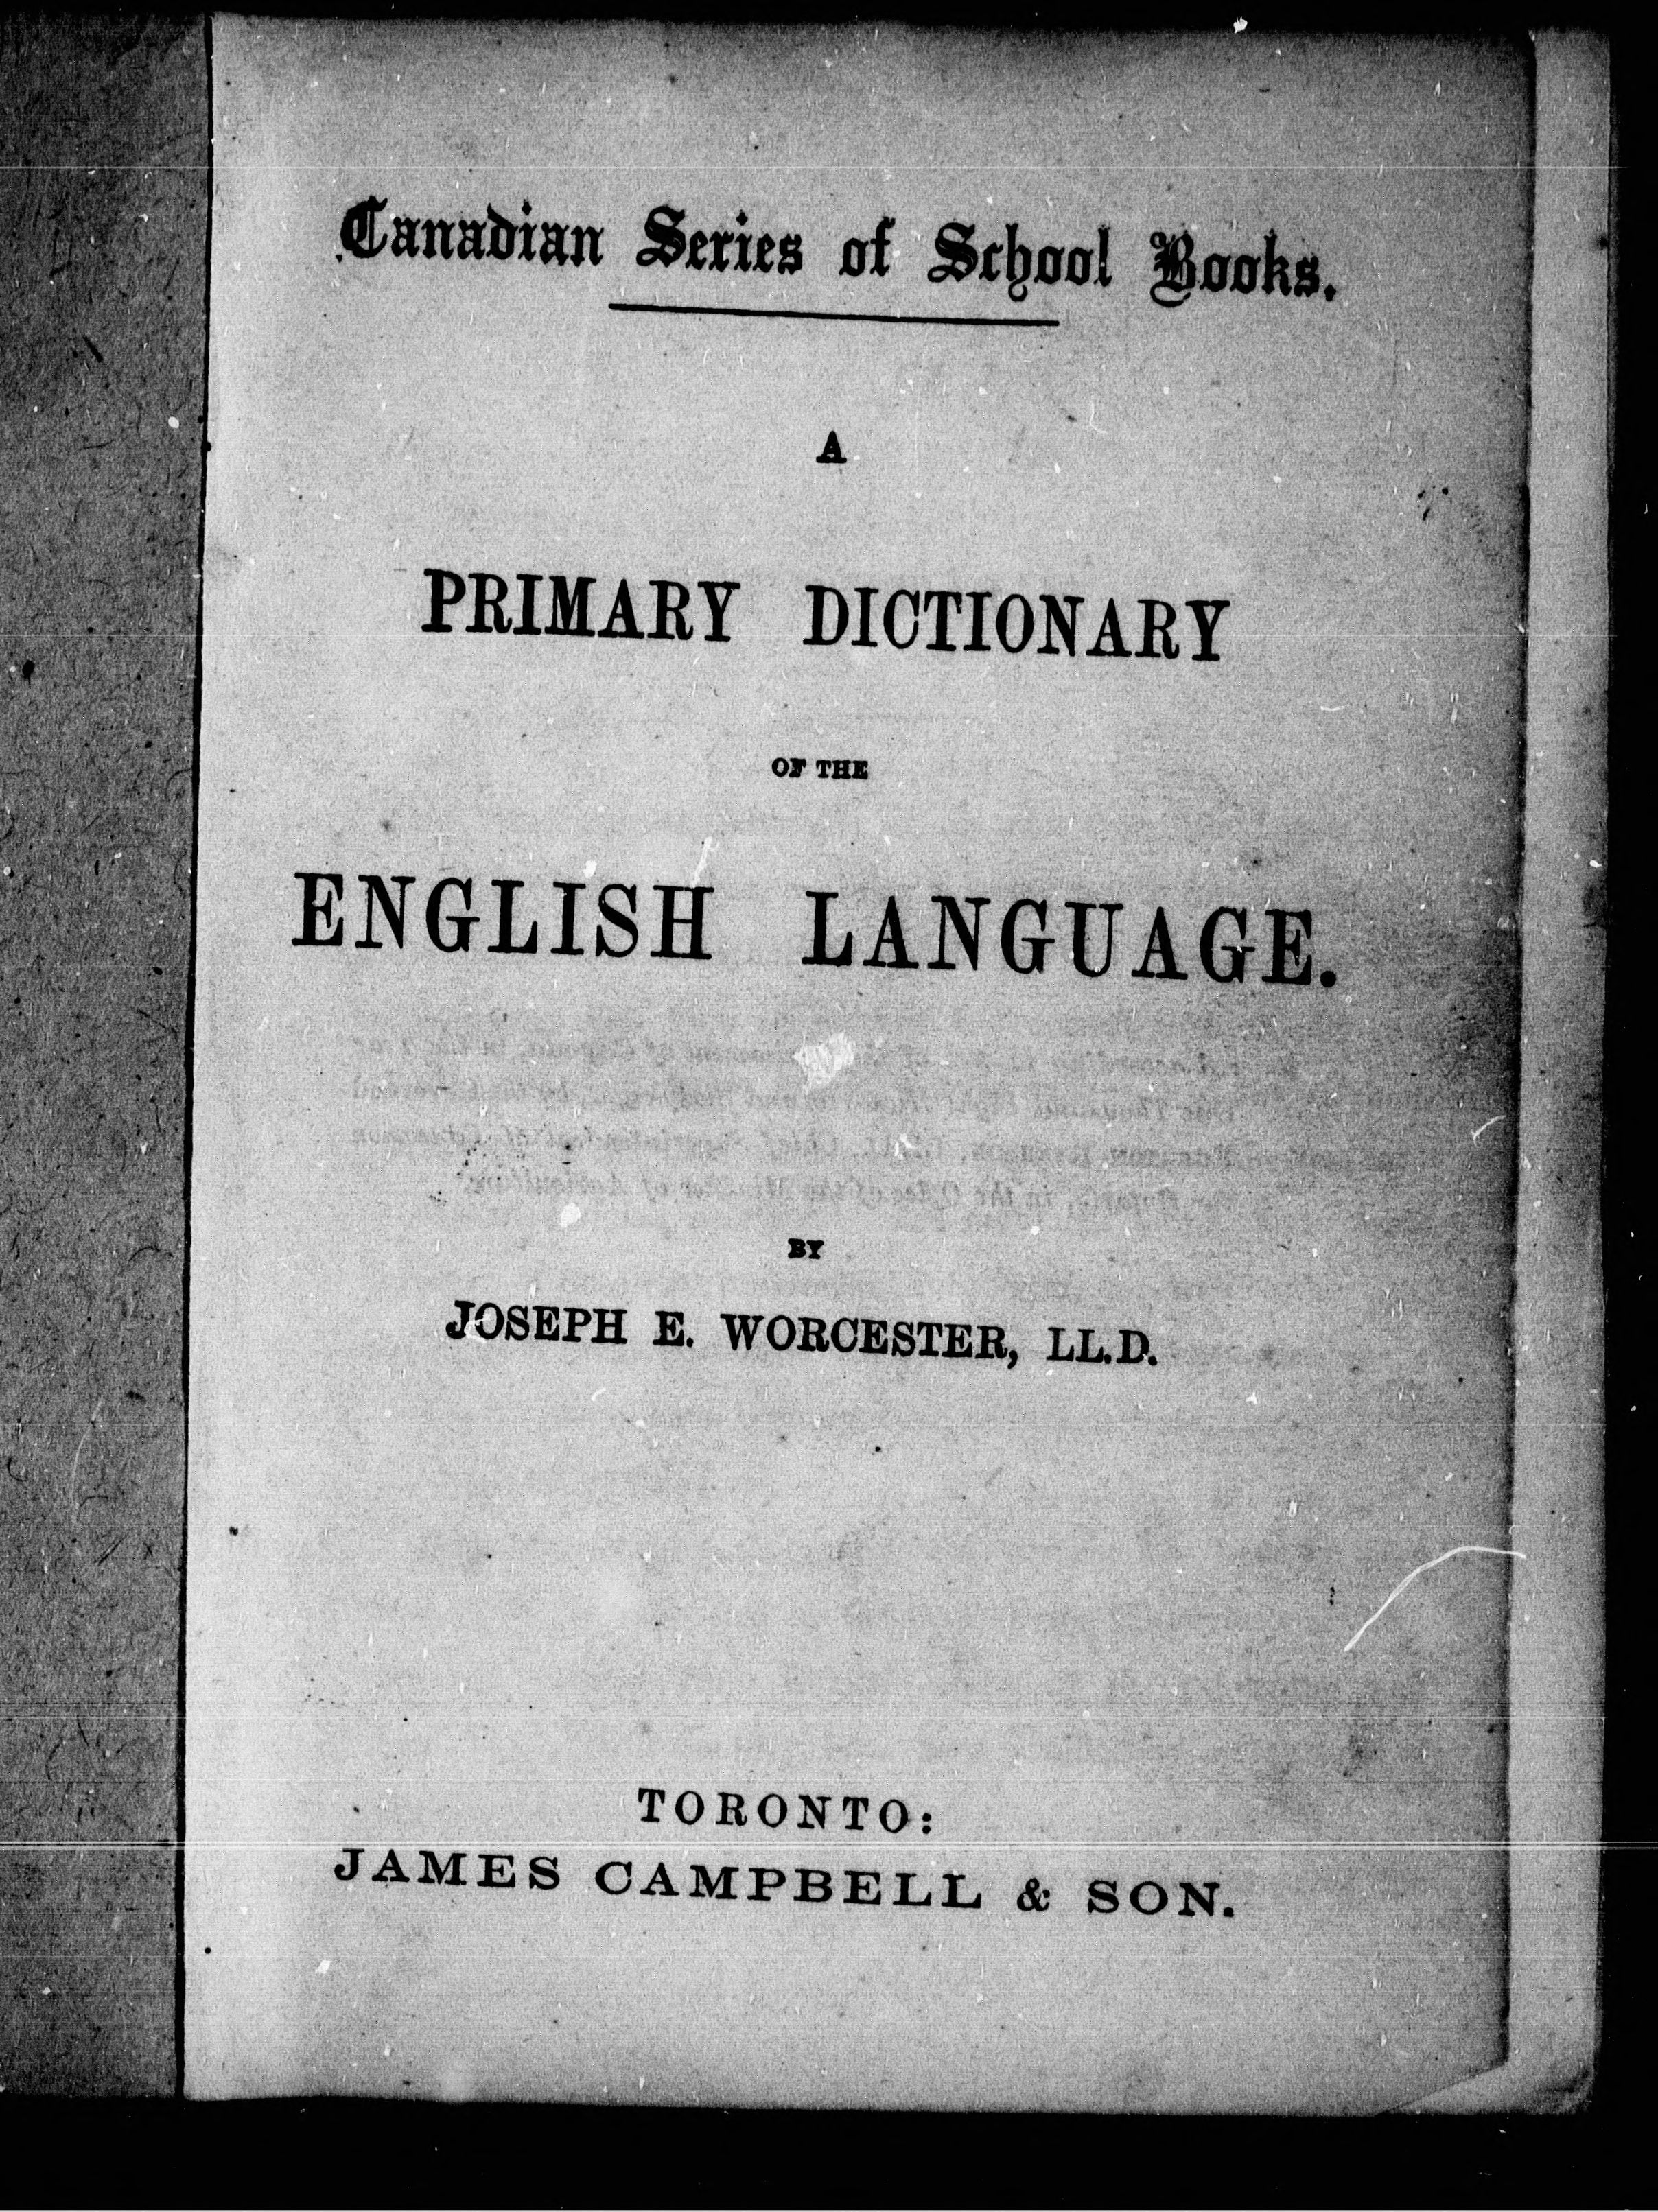 Canadian Series of School Books.
A
PRIMARY DICTIONARY
OF THE
ENGLISH LANGUAGE.
BY
JOSEPH E. WORCESTER, LL.D.
TORONTO:
JAMES CAMPBELL & SON.